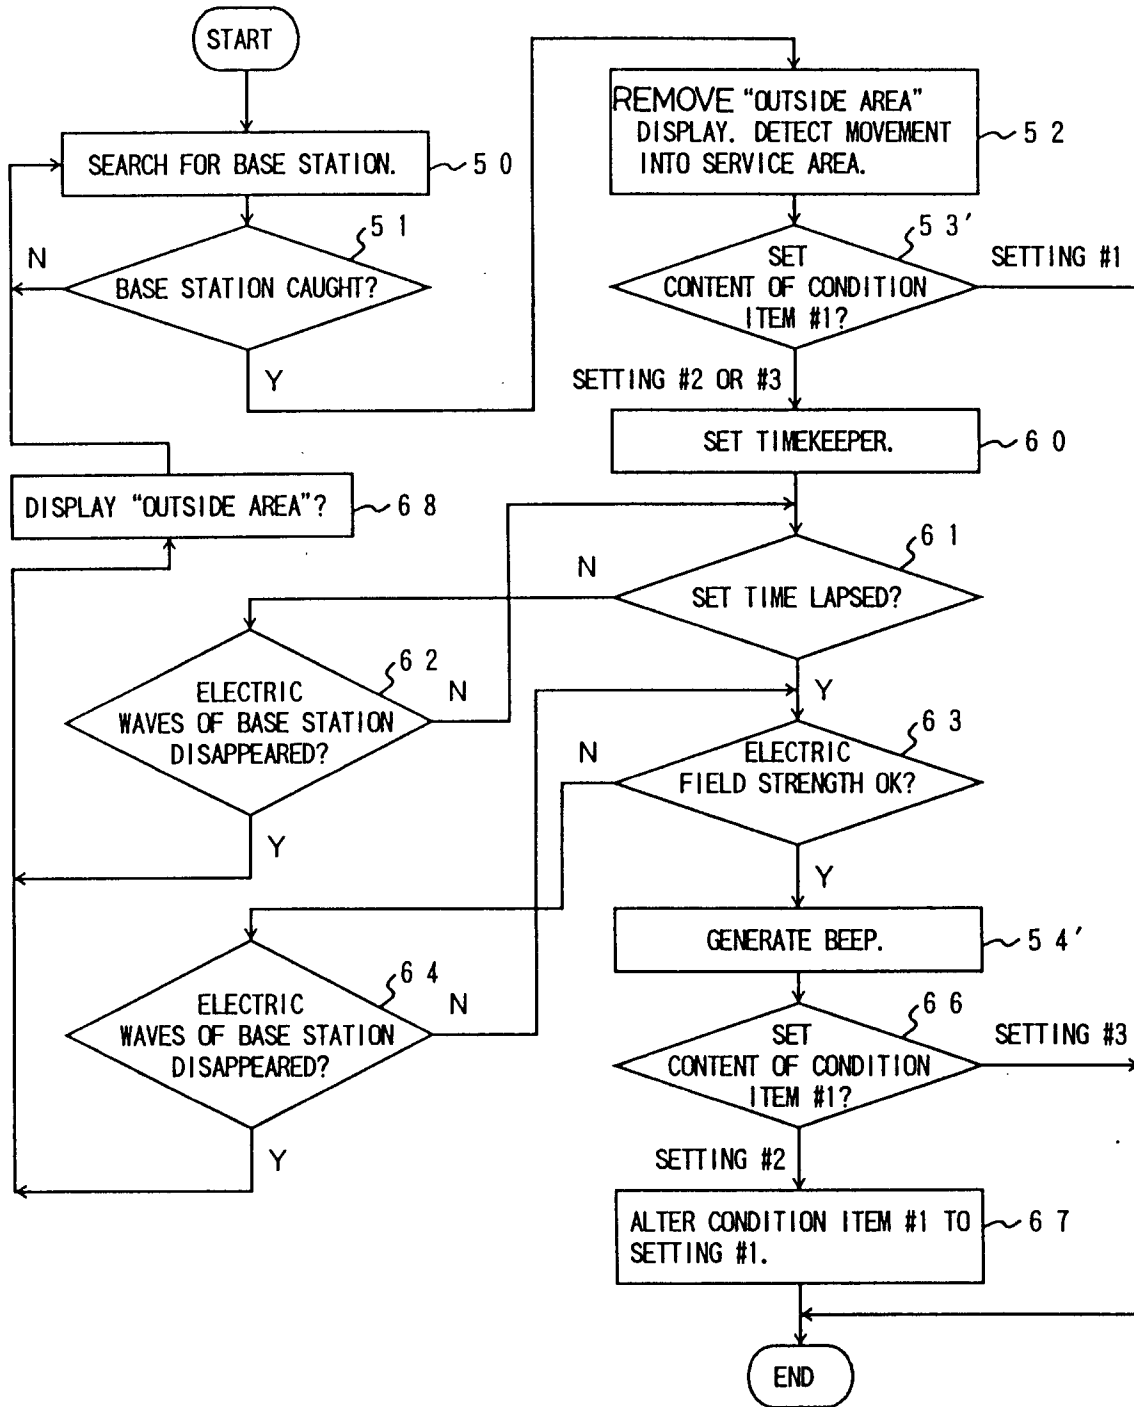 START
SEARCH FOR BASE STATION.
50
51
N
BASE STATION CAUGHT?
Y
REMOVE "OUTSIDE AREA"
DISPLAY. DETECT MOVEMENT
INTO SERVICE AREA.
52
53'
SET
CONTENT OF CONDITION
ITEM #1?
SETTING #1
SETTING #2 OR #3
SET TIMEKEEPER.
60
DISPLAY "OUTSIDE AREA"?
68
61
N
SET TIME LAPSED?
Y
62
ELECTRIC
WAVES OF BASE STATION
DISAPPEARED?
N
Y
63
N
ELECTRIC
FIELD STRENGTH OK?
Y
GENERATE BEEP.
54'
64
ELECTRIC
WAVES OF BASE STATION
DISAPPEARED?
N
Y
66
SET
CONTENT OF CONDITION
ITEM #1?
SETTING #3
SETTING #2
ALTER CONDITION ITEM #1 TO
SETTING #1.
67
END